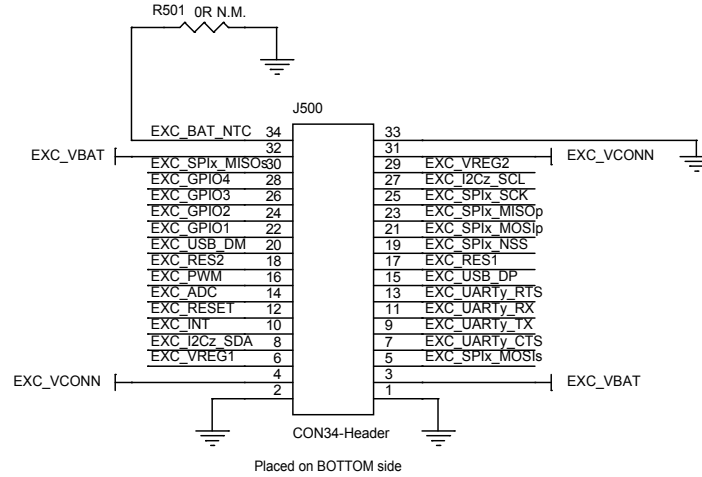 R501 0R N.M.
J500
EXC_BAT_NTC 34 33
EXC_VBAT 32 31 EXC_VCONN
EXC_SPIx_MISOs 30 29 EXC_VREG2
EXC_GPIO4 28 27 EXC_I2Cz_SCL
EXC_GPIO3 26 25 EXC_SPIx_SCK
EXC_GPIO2 24 23 EXC_SPIx_MISOp
EXC_GPIO1 22 21 EXC_SPIx_MOSIp
EXC_USB_DM 20 19 EXC_SPIx_NSS
EXC_RES2 18 17 EXC_RES1
EXC_PWM 16 15 EXC_USB_DP
EXC_ADC 14 13 EXC_UARTy_RTS
EXC_RESET 12 11 EXC_UARTy_RX
EXC_INT 10 9 EXC_UARTy_TX
EXC_I2Cz_SDA 8 7 EXC_UARTy_CTS
EXC_VREG1 6 5 EXC_SPIx_MOSIs
EXC_VCONN 4 3 EXC_VBAT
2 1
CON34-Header
Placed on BOTTOM side